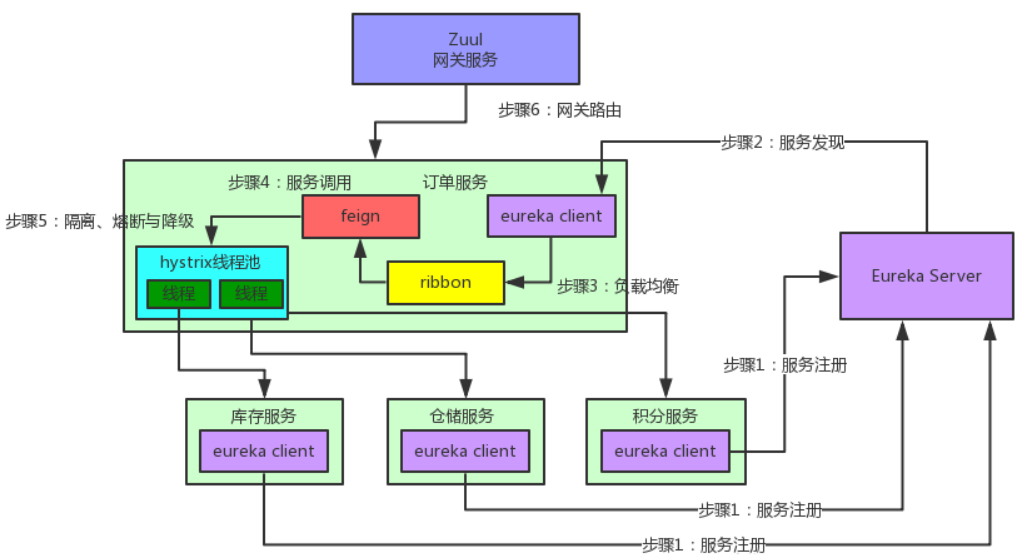 Zuul
网关服务
步骤6：网关路由
步骤2：服务发现
步骤4：服务调用
订单服务
feign
eureka client
步骤5：隔离、熔断与降级
hystrix线程池
线程
线程
ribbon
步骤3：负载均衡
Eureka Server
步骤1：服务注册
库存服务
eureka client
仓储服务
eureka client
积分服务
eureka client
步骤1：服务注册
步骤1：服务注册